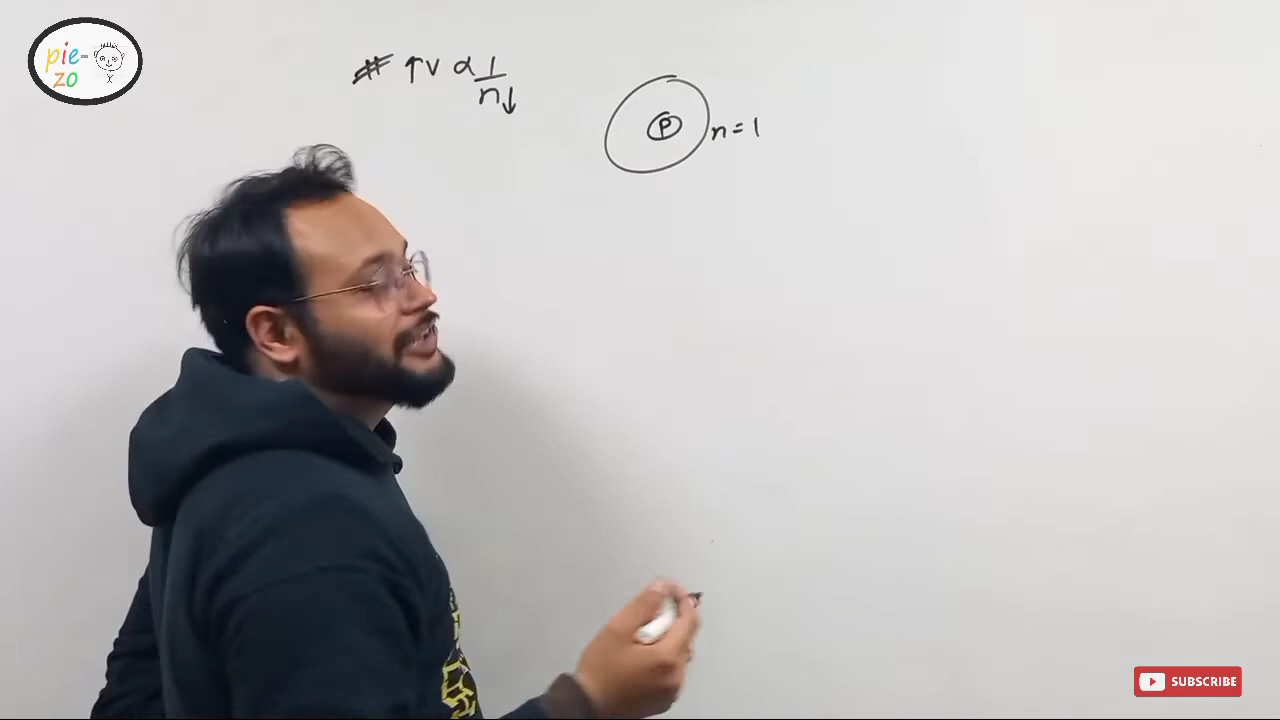 pie-
zo
# ↑v ∝ 1/n↓
P
n = 1
SUBSCRIBE